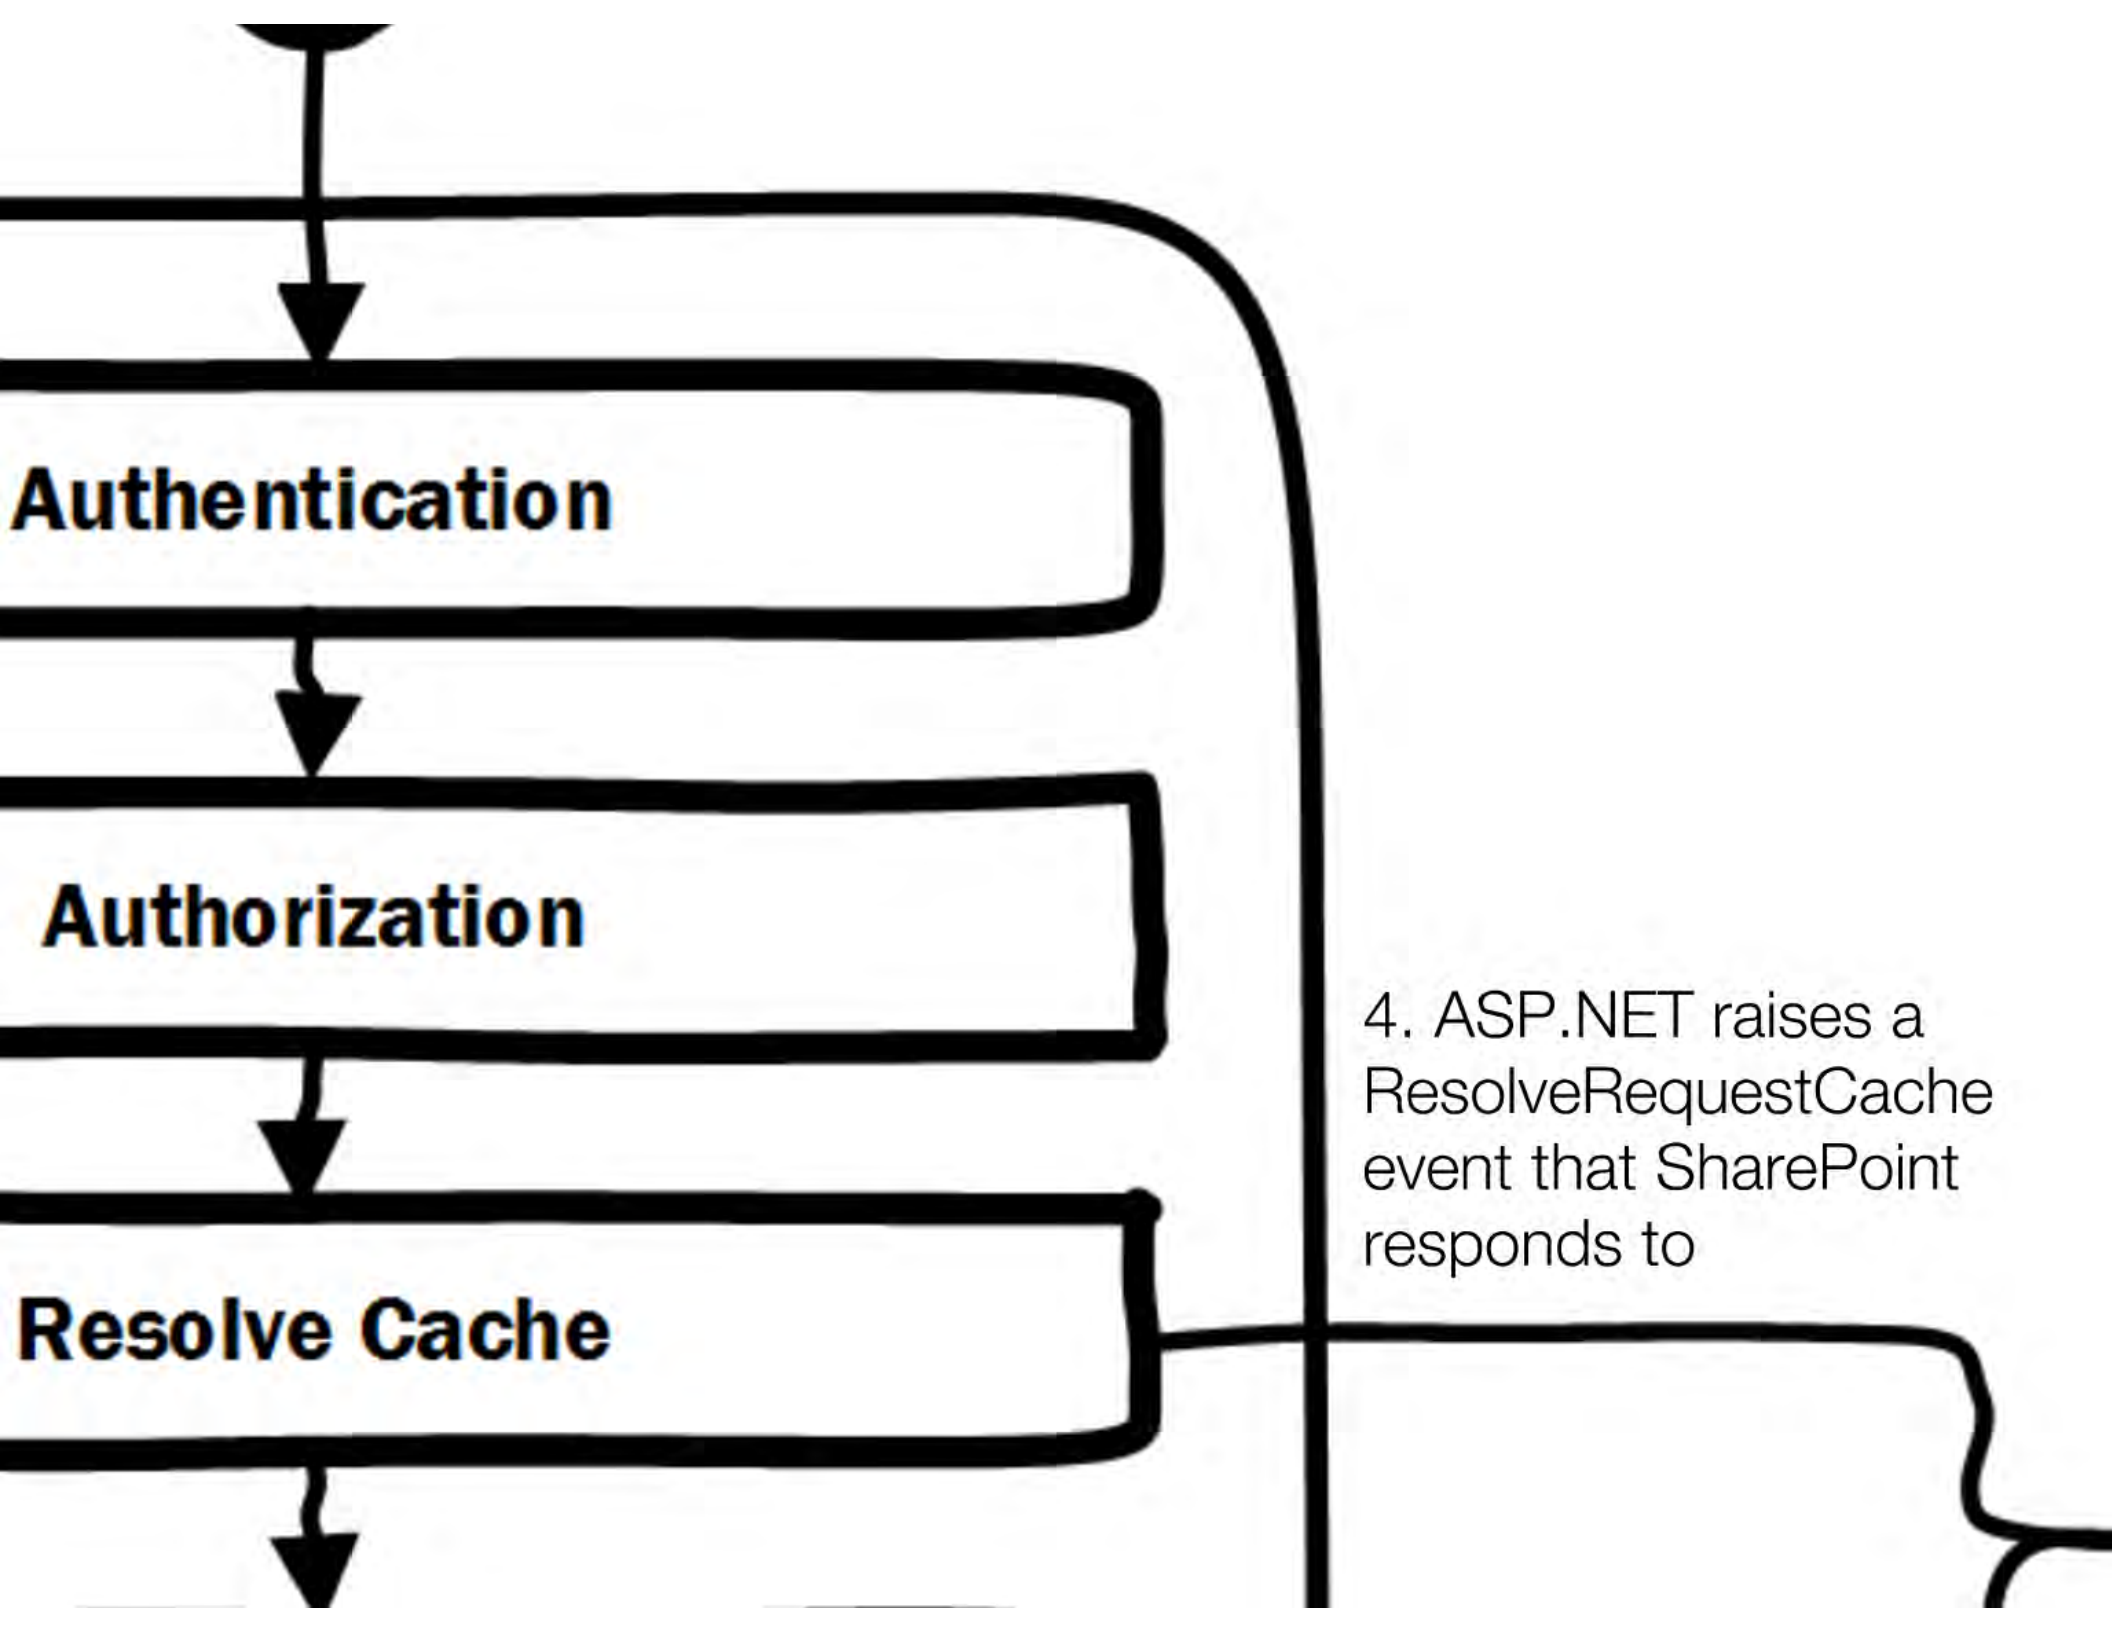 Authentication
Authorization
4. ASP.NET raises a
ResolveRequestCache
event that SharePoint
responds to
Resolve Cache